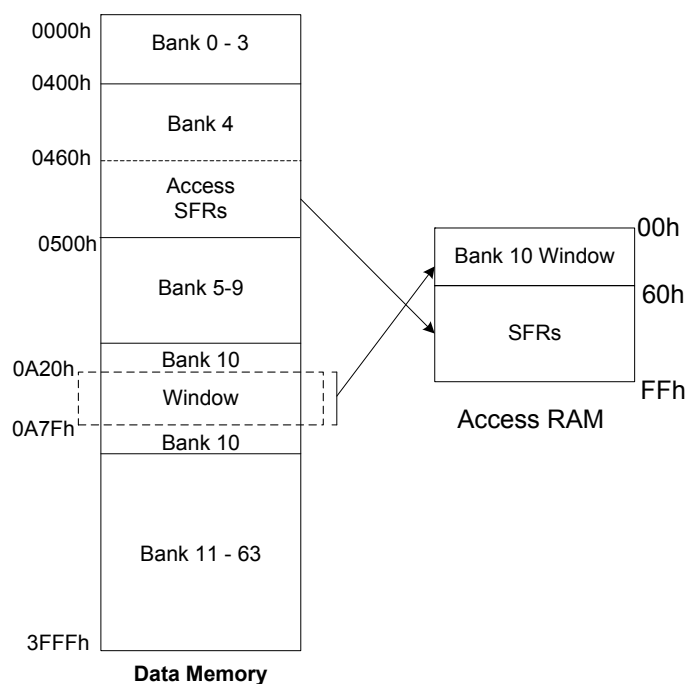 0000h
Bank 0 - 3
0400h
Bank 4
0460h
Access
SFRs
0500h
Bank 5-9
Bank 10
0A20h
Window
0A7Fh
Bank 10
Bank 11 - 63
3FFFh
Data Memory
00h
Bank 10 Window
60h
SFRs
FFh
Access RAM